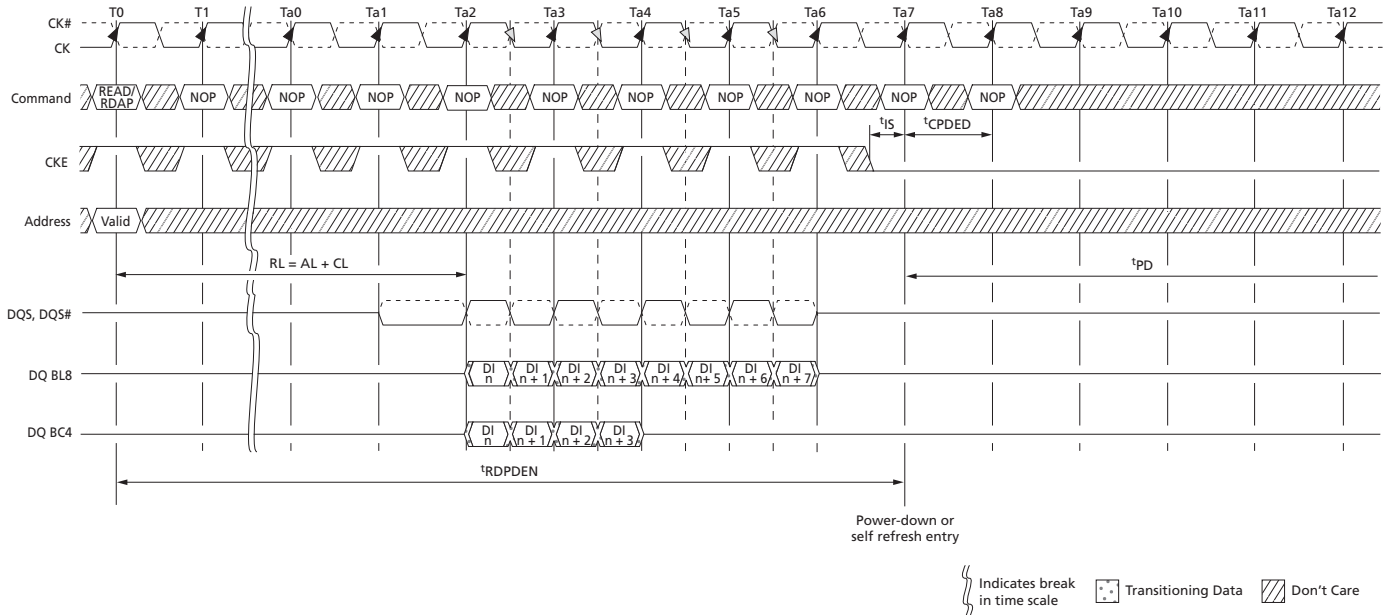 T0 T1 Ta0 Ta1 Ta2 Ta3 Ta4 Ta5 Ta6 Ta7 Ta8 Ta9 Ta10 Ta11 Ta12
CK#
CK
Command READ/ RDAP NOP NOP NOP NOP NOP NOP NOP NOP NOP NOP
tIS tCPDED
CKE
Address Valid
RL = AL + CL tPD
DQS, DQS#
DQ BL8 DI n DI n + 1 DI n + 2 DI n + 3 DI n + 4 DI n + 5 DI n + 6 DI n + 7
DQ BC4 DI n DI n + 1 DI n + 2 DI n + 3
tRDPDEN
Power-down or
self refresh entry
Indicates break
in time scale
Transitioning Data
Don't Care